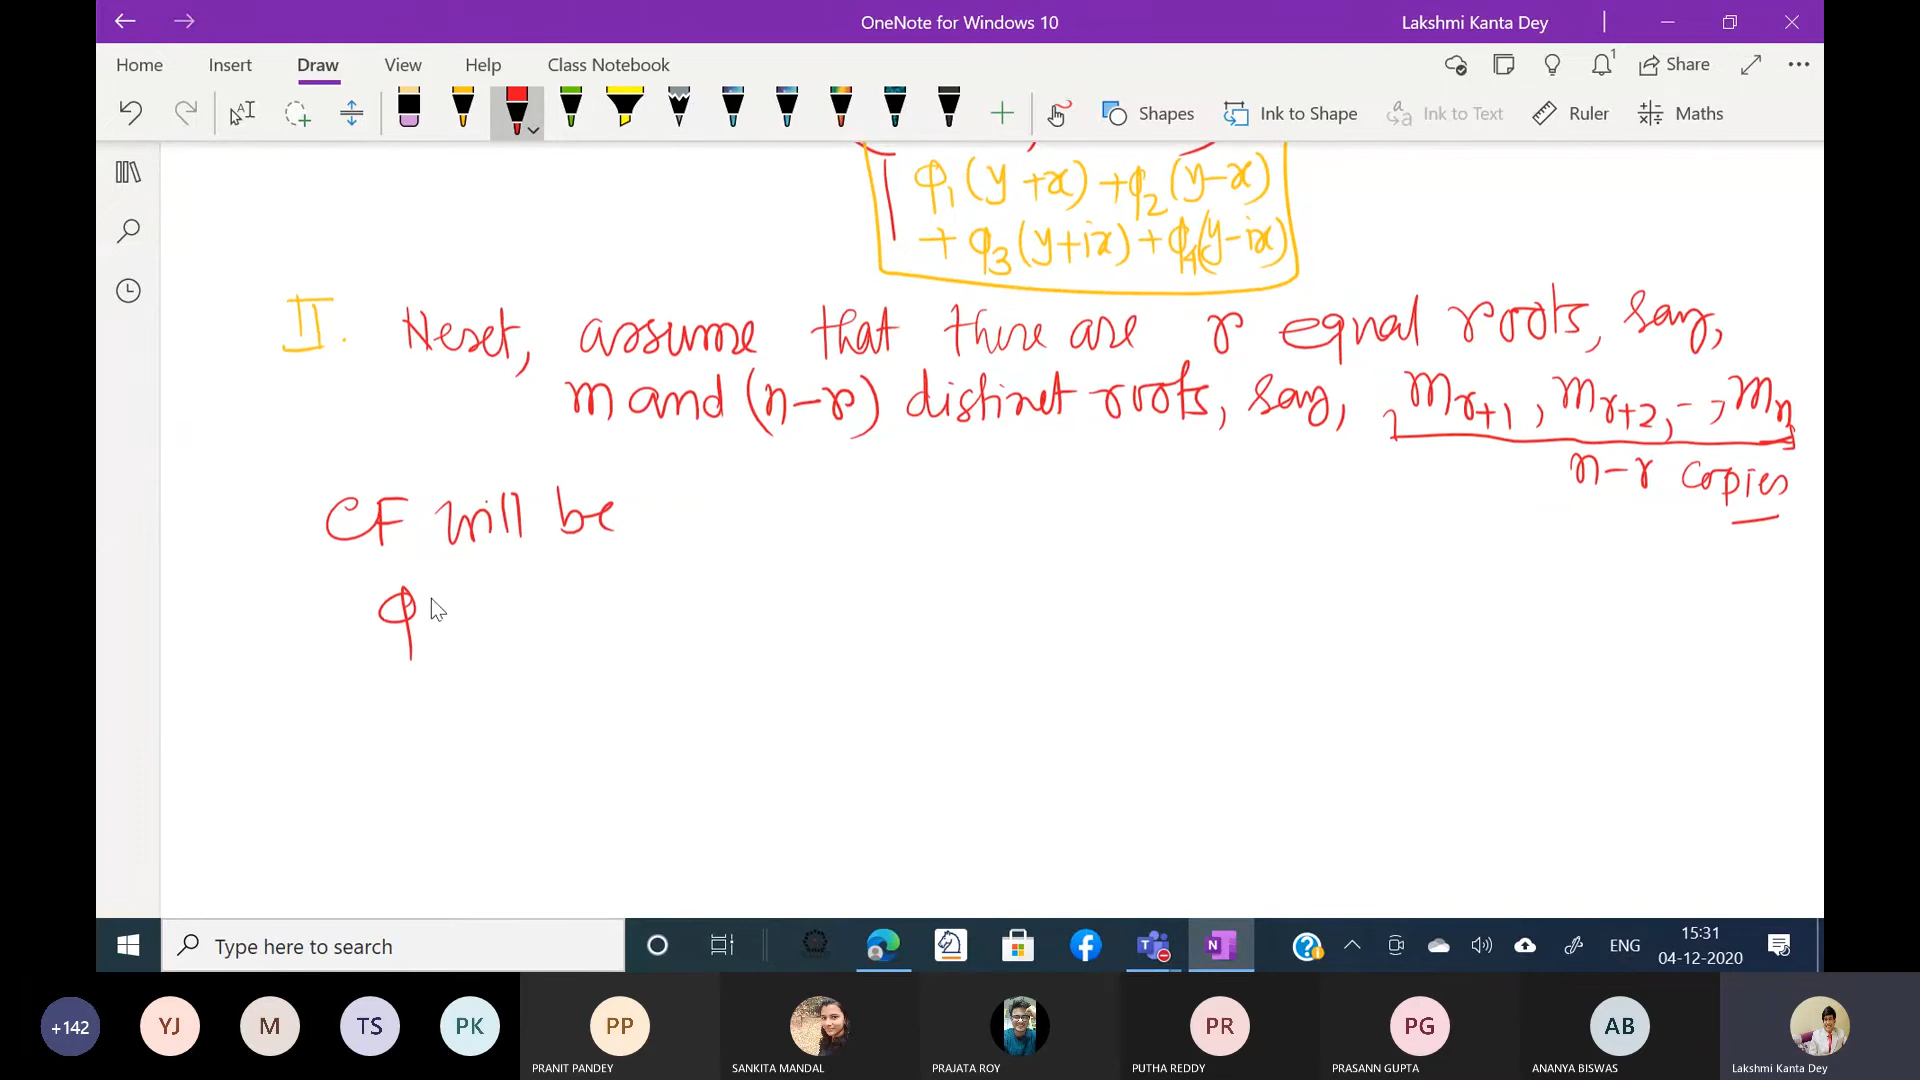 OneNote for Windows 10
Lakshmi Kanta Dey
Home Insert Draw View Help Class Notebook
1
Share
Shapes Ink to Shape Ink to Text Ruler Maths
φ₁(y+x) + φ₂(y-x)
+ φ₃(y+ix) + φ₄(y-ix)
II. Next, assume that there are r equal roots, say,
m and (n-r) distinct roots, say, m_{r+1}, m_{r+2}, --, m_n
n-r copies
CF will be
φ
Type here to search
ENG
15:31
04-12-2020
+142
YJ
M
TS
PK
PP
PRANIT PANDEY
SANKITA MANDAL
PRAJATA ROY
PR
PUTHA REDDY
PG
PRASANN GUPTA
AB
ANANYA BISWAS
Lakshmi Kanta Dey